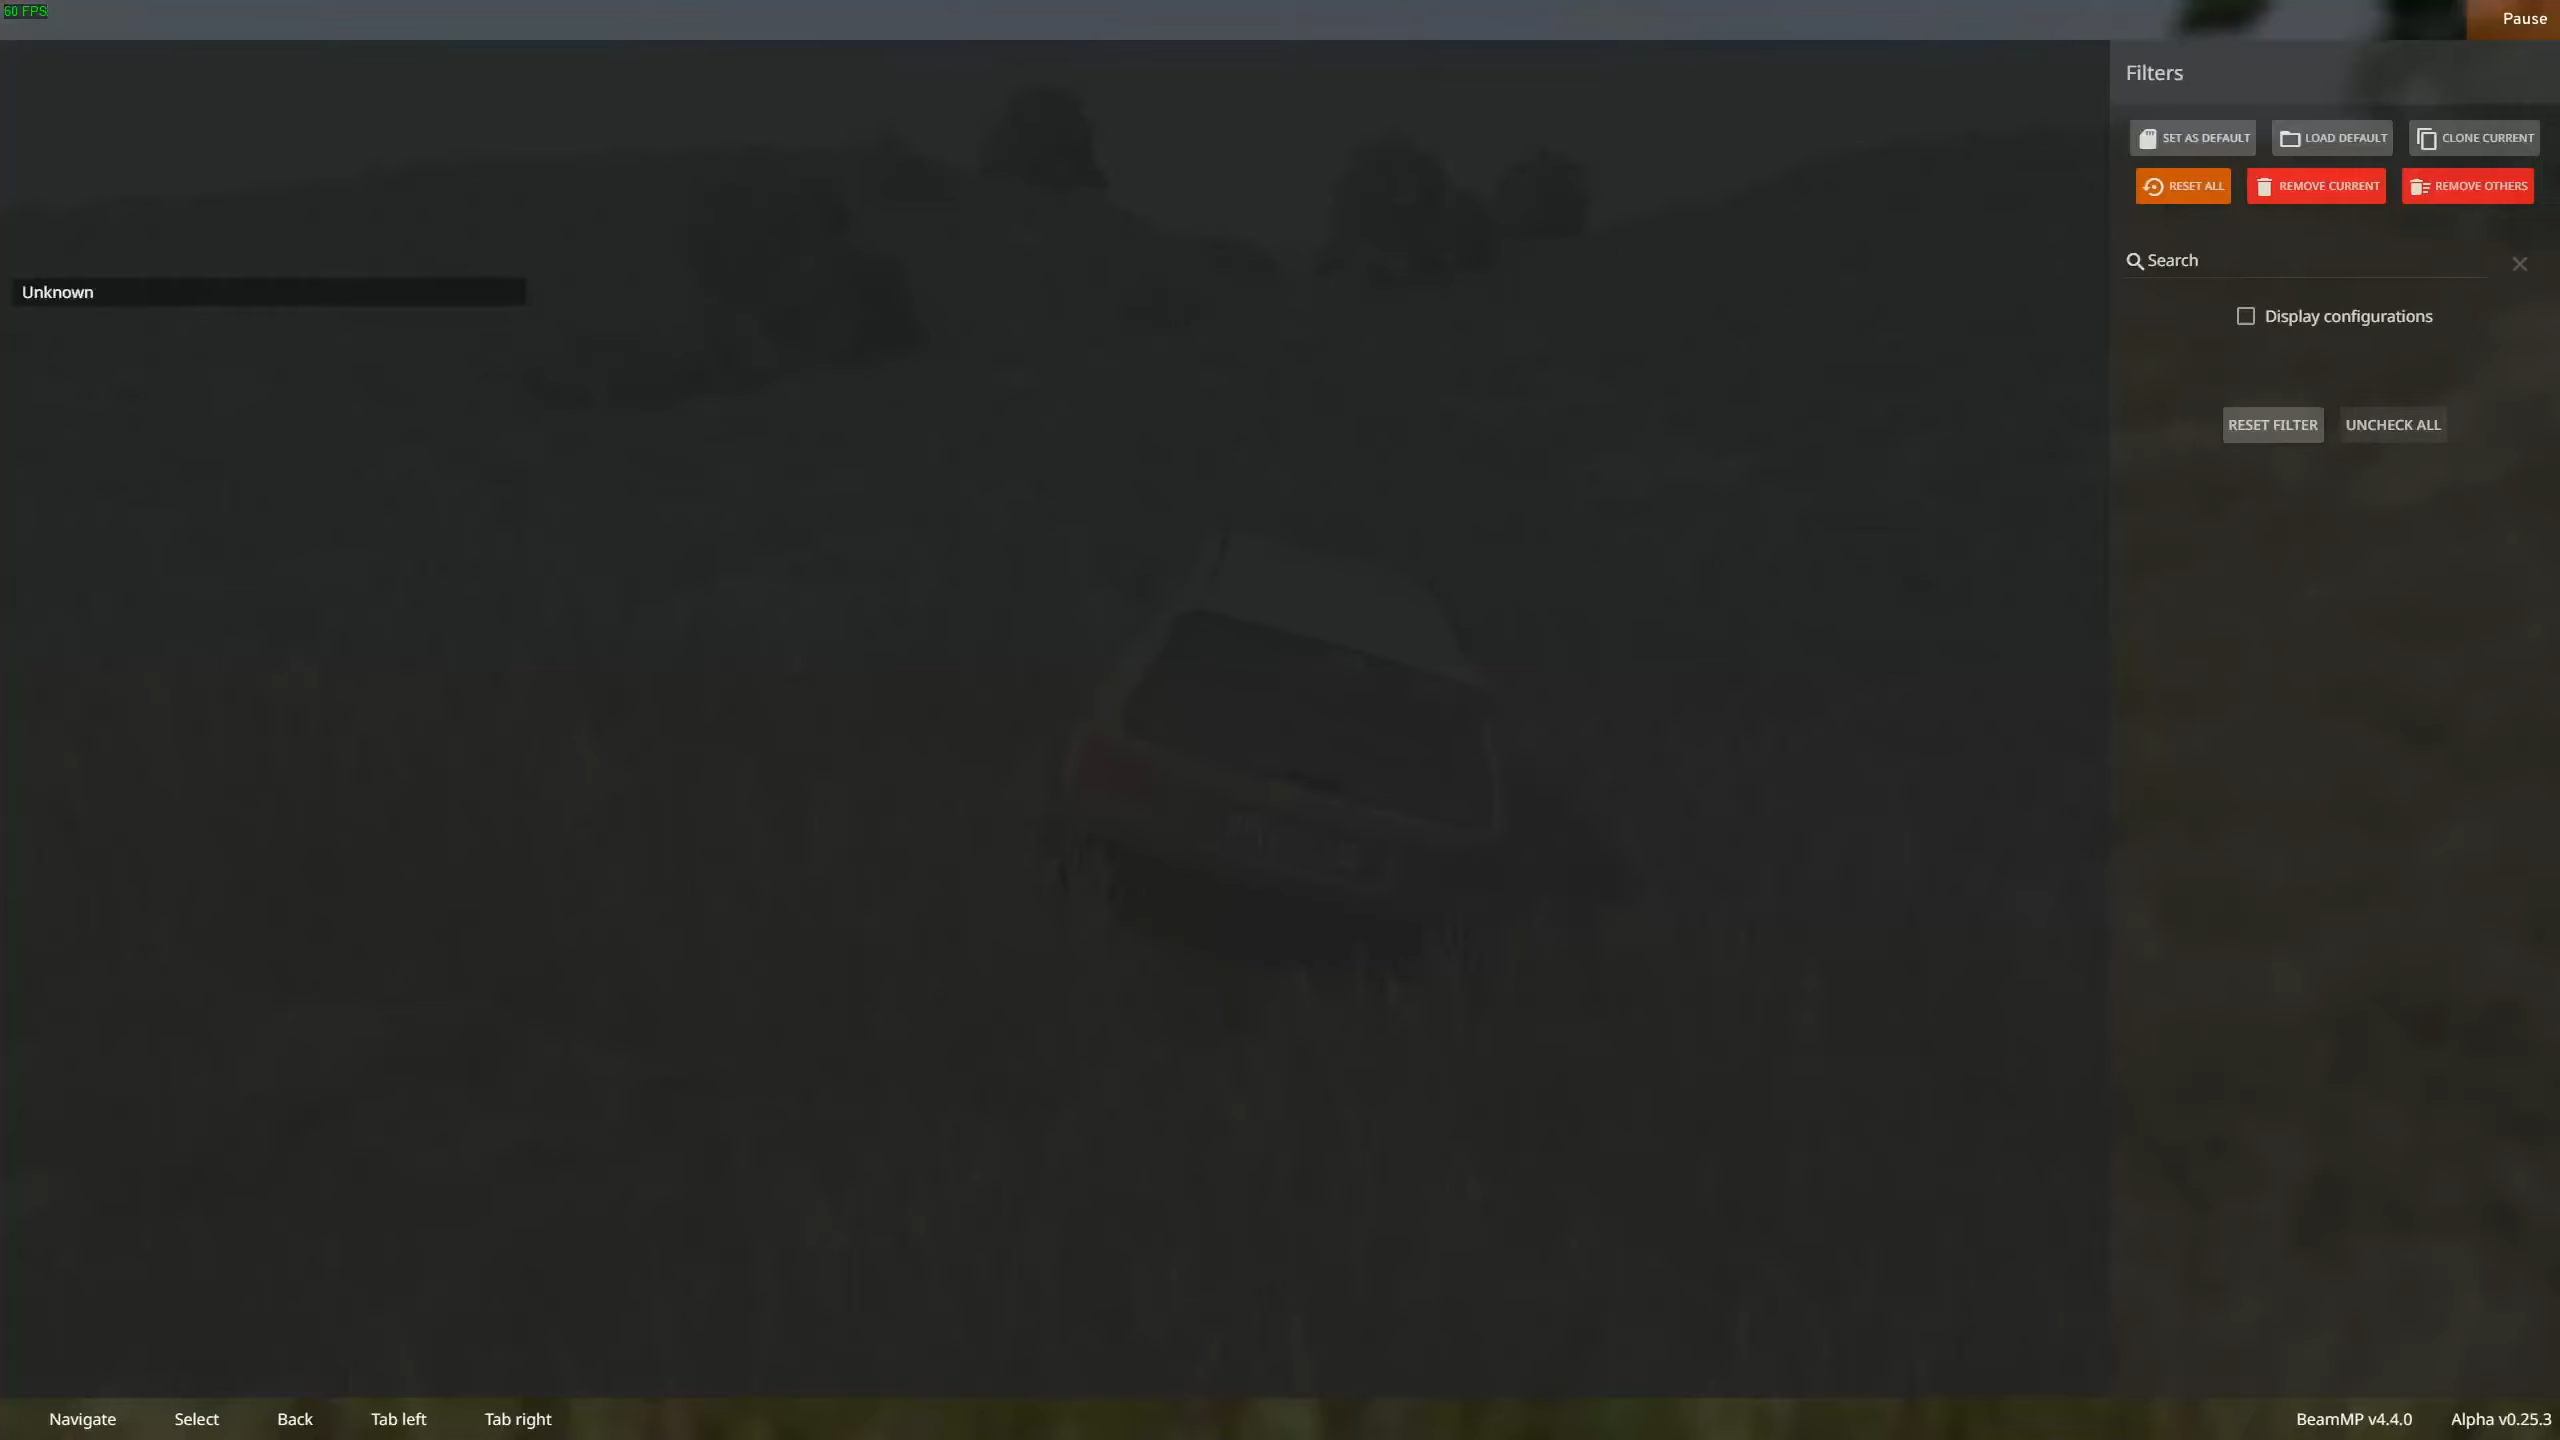 60 FPS
Pause
Filters
SET AS DEFAULT
LOAD DEFAULT
CLONE CURRENT
RESET ALL
REMOVE CURRENT
REMOVE OTHERS
Search
Unknown
Display configurations
RESET FILTER
UNCHECK ALL
Navigate
Select
Back
Tab left
Tab right
BeamMP v4.4.0
Alpha v0.25.3